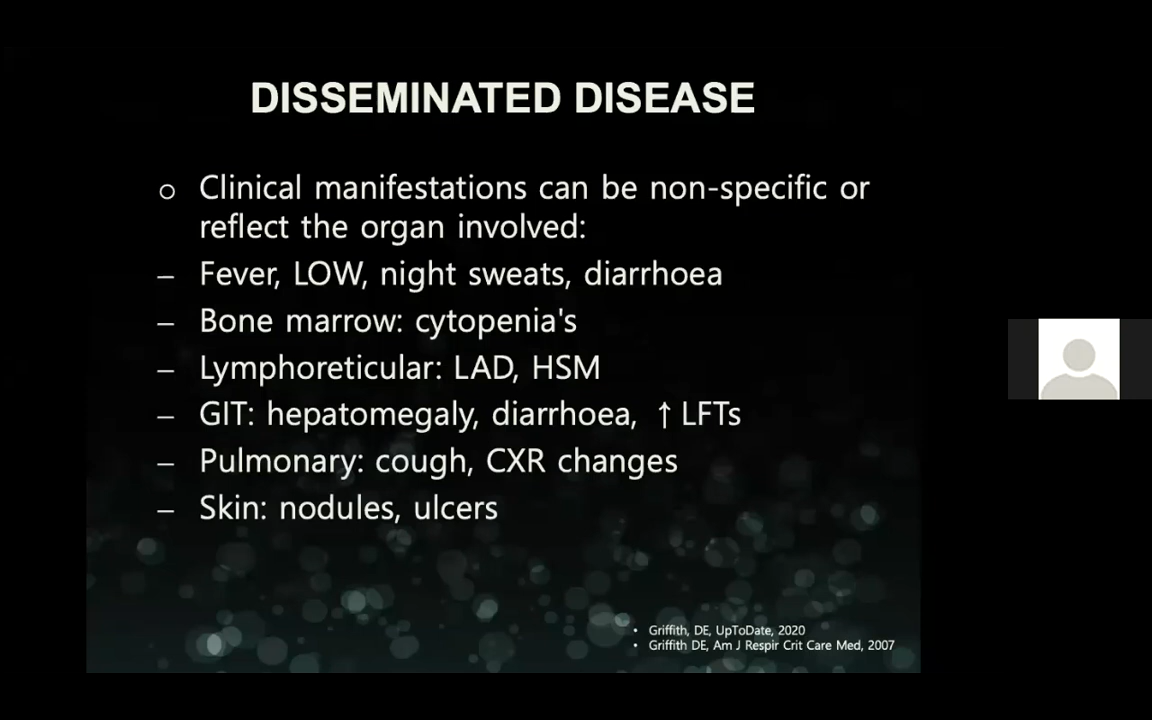 DISSEMINATED DISEASE
o Clinical manifestations can be non-specific or
reflect the organ involved:
– Fever, LOW, night sweats, diarrhoea
– Bone marrow: cytopenia's
– Lymphoreticular: LAD, HSM
– GIT: hepatomegaly, diarrhoea, ↑ LFTs
– Pulmonary: cough, CXR changes
– Skin: nodules, ulcers
• Griffith, DE, UpToDate, 2020
• Griffith DE, Am J Respir Crit Care Med, 2007